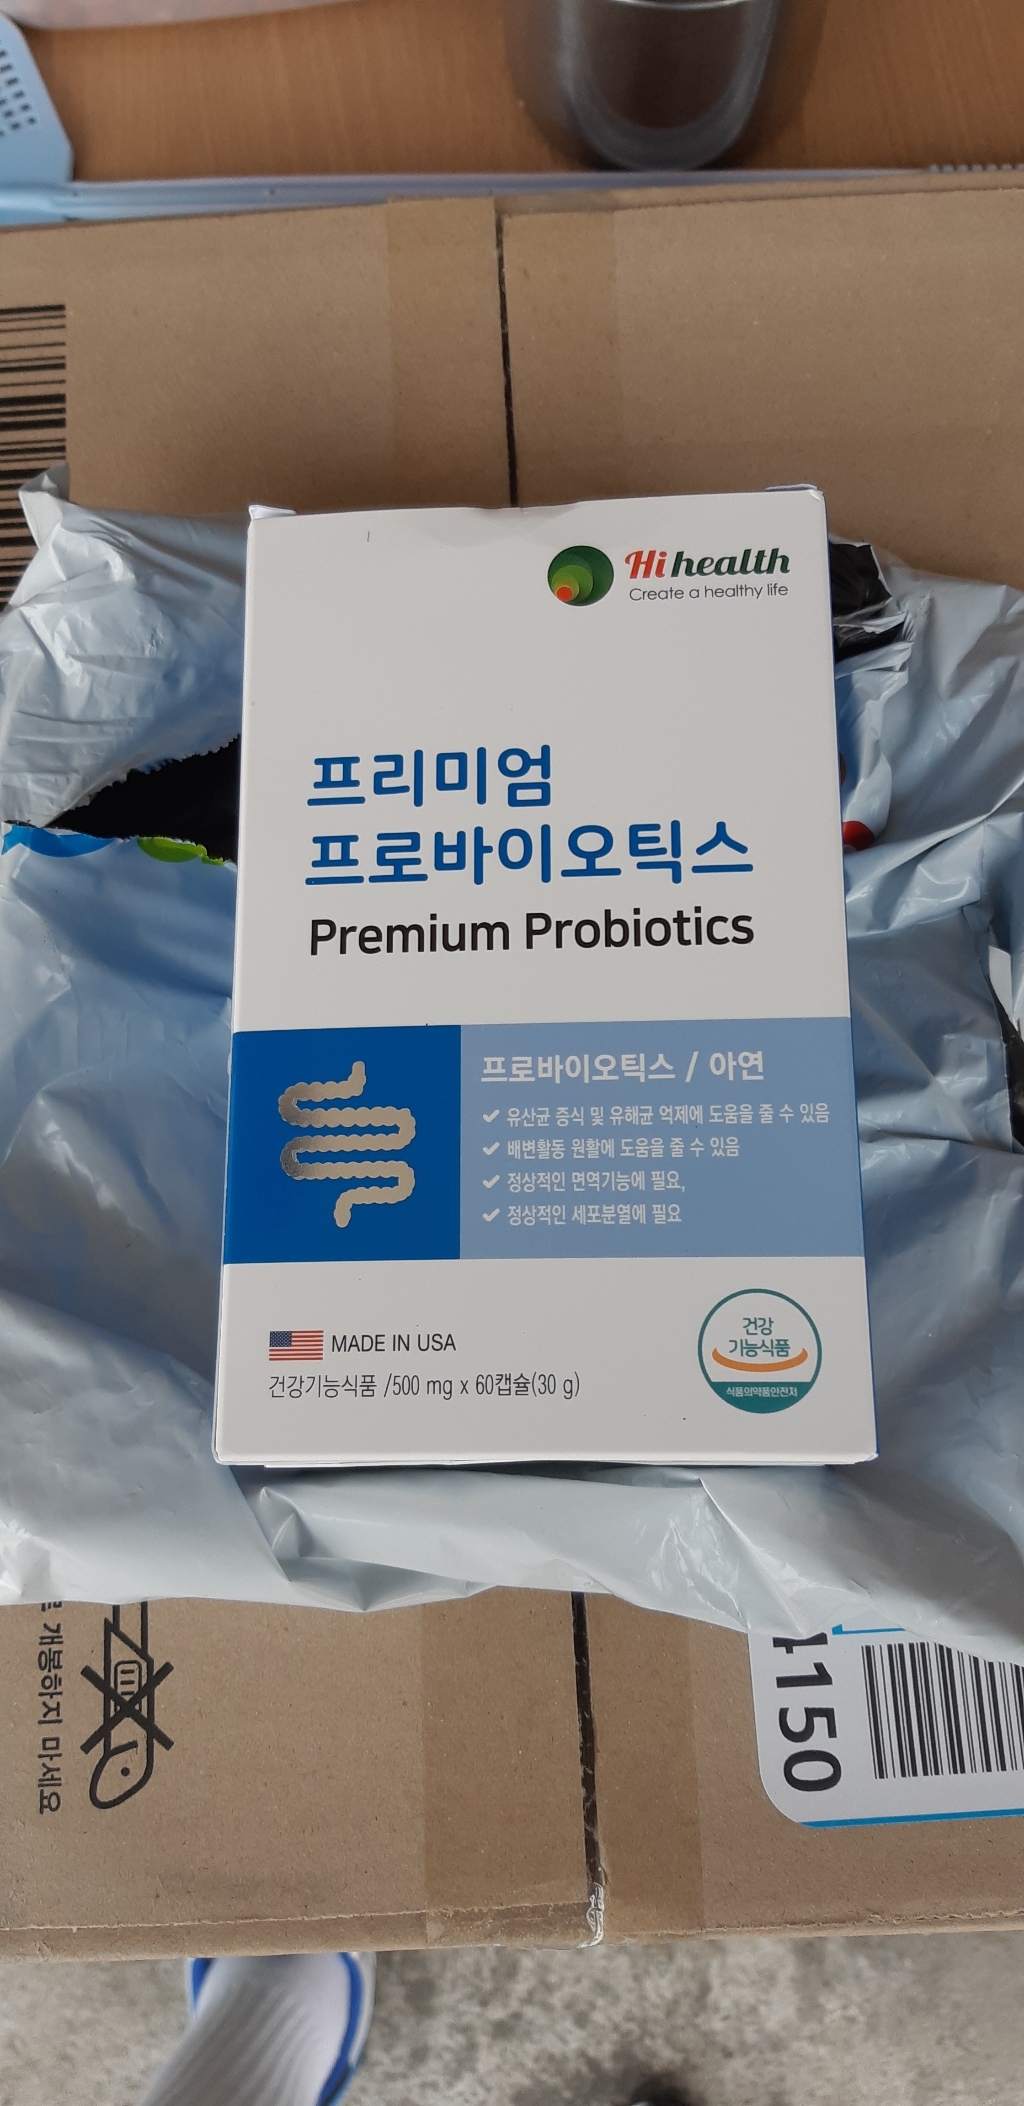 Hi health
Create a healthy life
프리미엄
프로바이오틱스
Premium Probiotics
프로바이오틱스 / 아연
유산균 증식 및 유해균 억제에 도움을 줄 수 있음
배변활동 원활에 도움을 줄 수 있음
정상적인 면역기능에 필요,
정상적인 세포분열에 필요
MADE IN USA
건강기능식품 /500 mg x 60캡슐(30 g)
건강
기능식품
식품의약품안전처
개봉하지 마세요
150